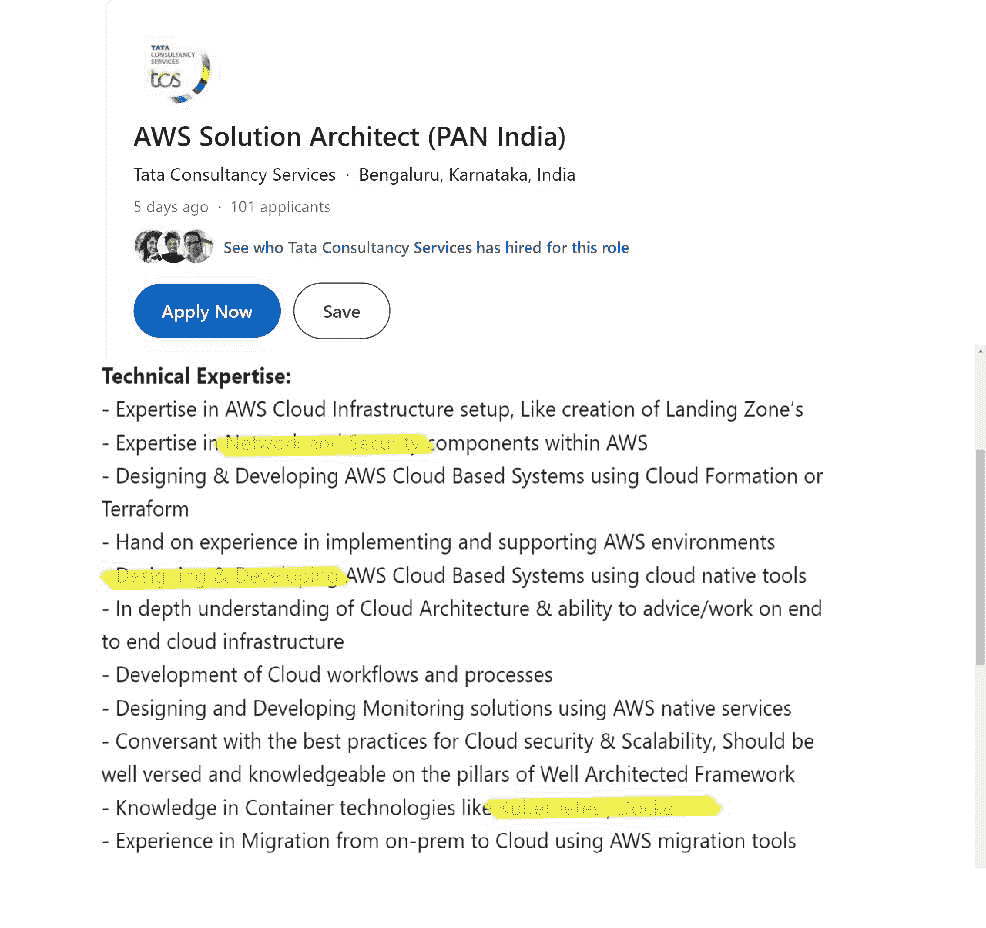 TATA
CONSULTANCY
SERVICES
tcs
AWS Solution Architect (PAN India)
Tata Consultancy Services · Bengaluru, Karnataka, India
5 days ago · 101 applicants
See who Tata Consultancy Services has hired for this role
Apply Now Save
Technical Expertise:
- Expertise in AWS Cloud Infrastructure setup, Like creation of Landing Zone's
- Expertise in Network and Security components within AWS
- Designing & Developing AWS Cloud Based Systems using Cloud Formation or
Terraform
- Hand on experience in implementing and supporting AWS environments
- Designing & Developing AWS Cloud Based Systems using cloud native tools
- In depth understanding of Cloud Architecture & ability to advice/work on end
to end cloud infrastructure
- Development of Cloud workflows and processes
- Designing and Developing Monitoring solutions using AWS native services
- Conversant with the best practices for Cloud security & Scalability, Should be
well versed and knowledgeable on the pillars of Well Architected Framework
- Knowledge in Container technologies like
- Experience in Migration from on-prem to Cloud using AWS migration tools